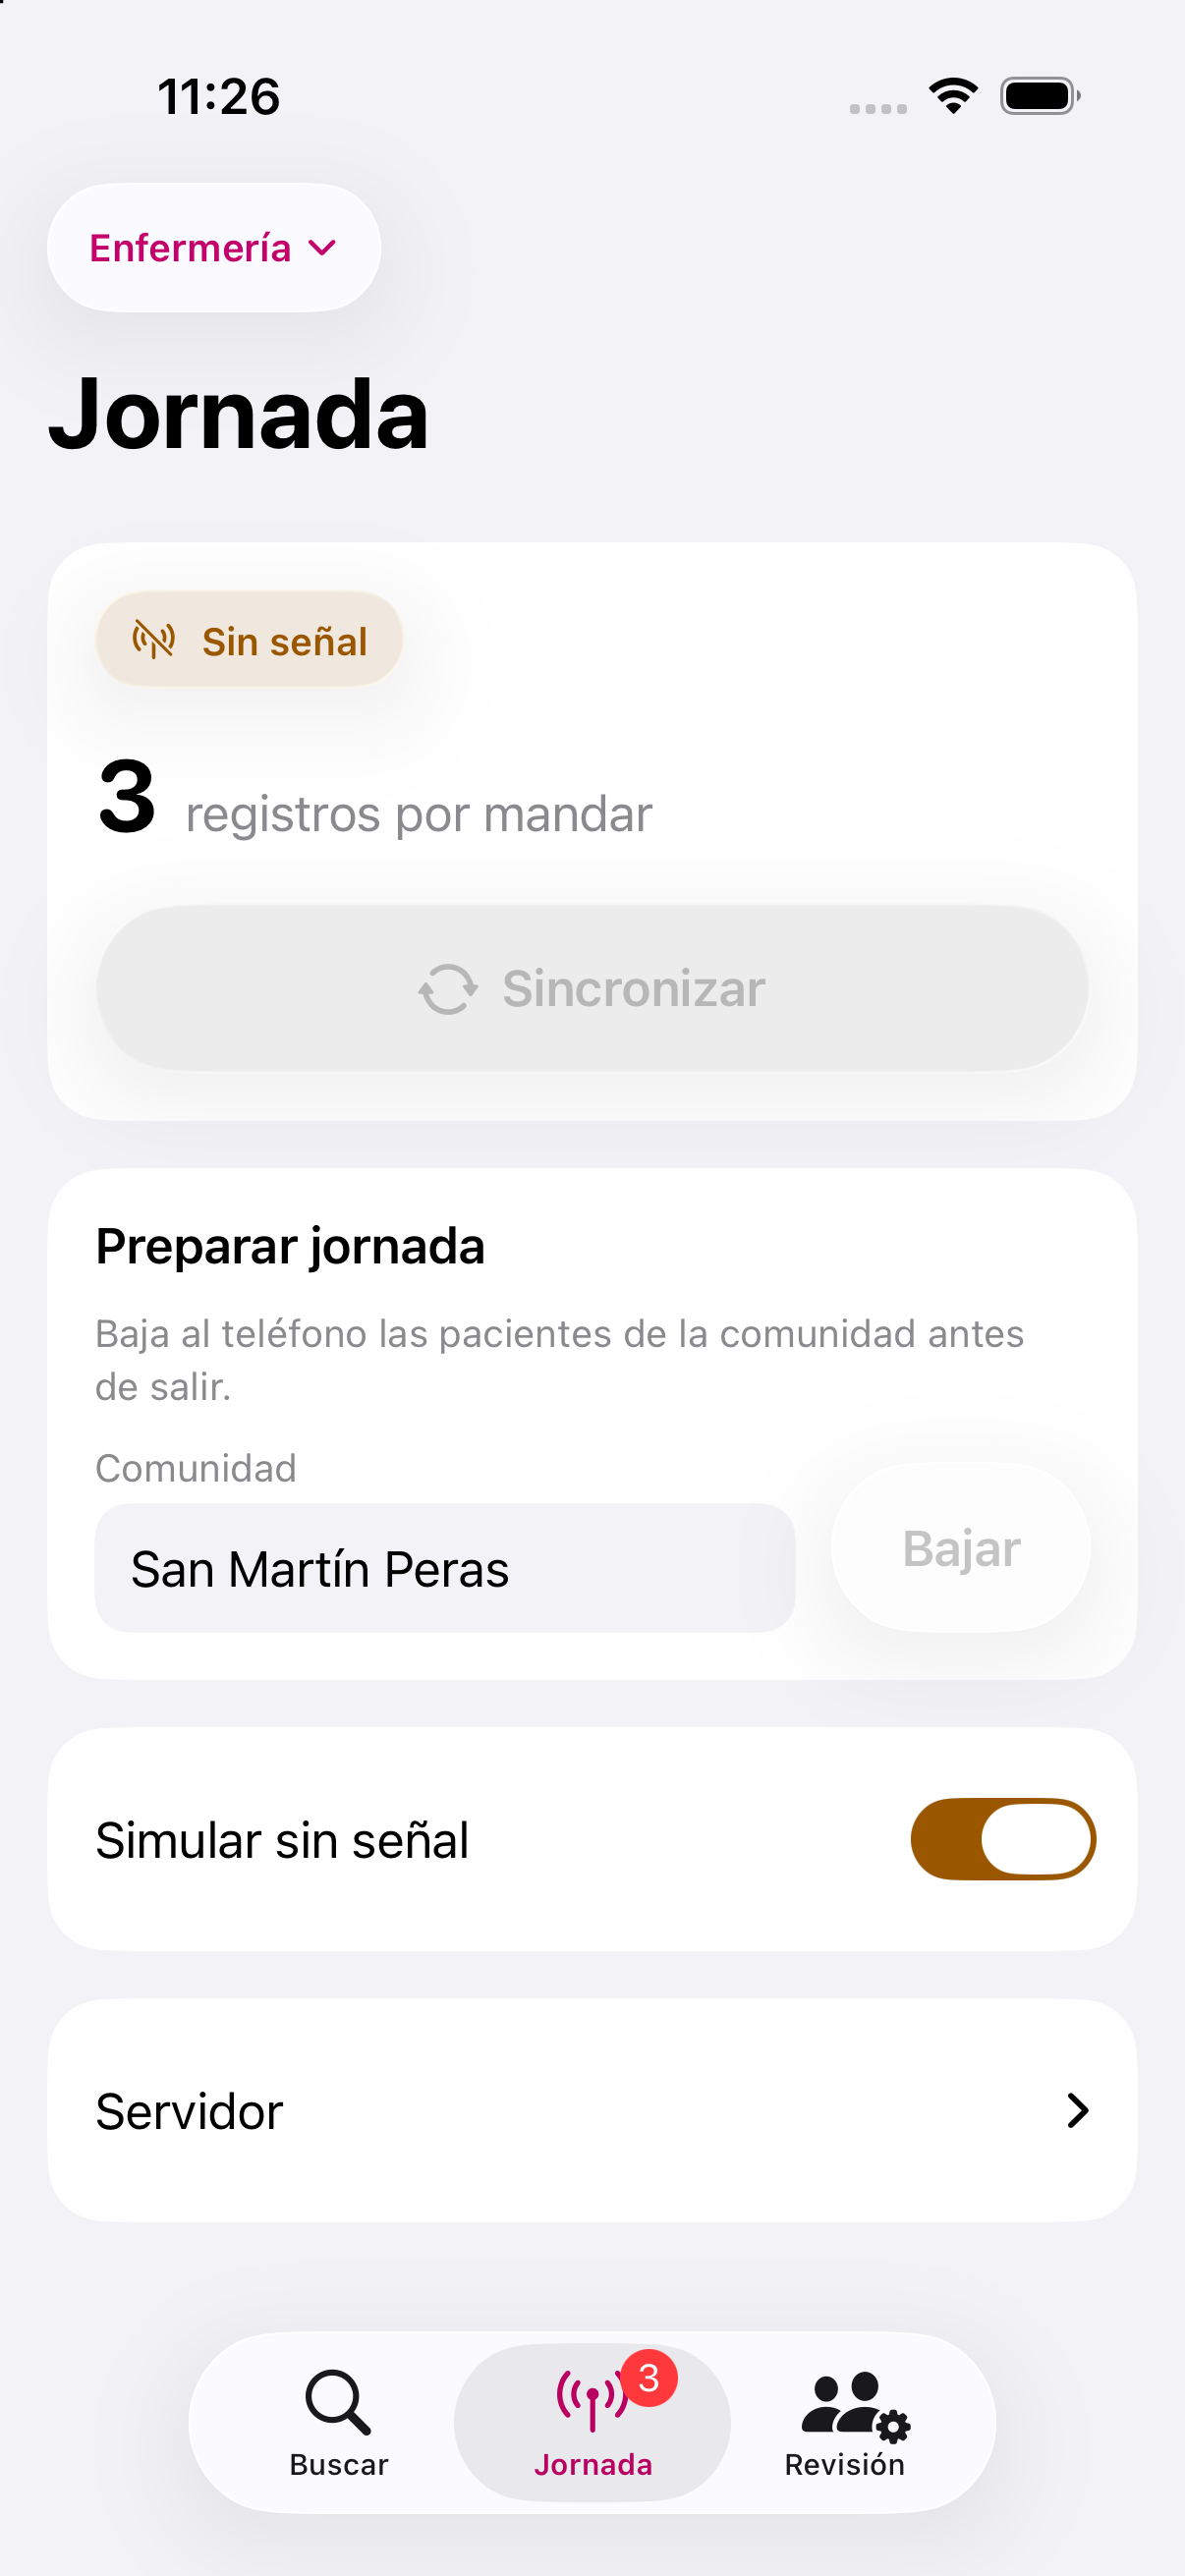 11:26
Enfermería
Jornada
Sin señal
3 registros por mandar
Sincronizar
Preparar jornada
Baja al teléfono las pacientes de la comunidad antes
de salir.
Comunidad
San Martín Peras
Bajar
Simular sin señal
Servidor
3
Buscar
Jornada
Revisión